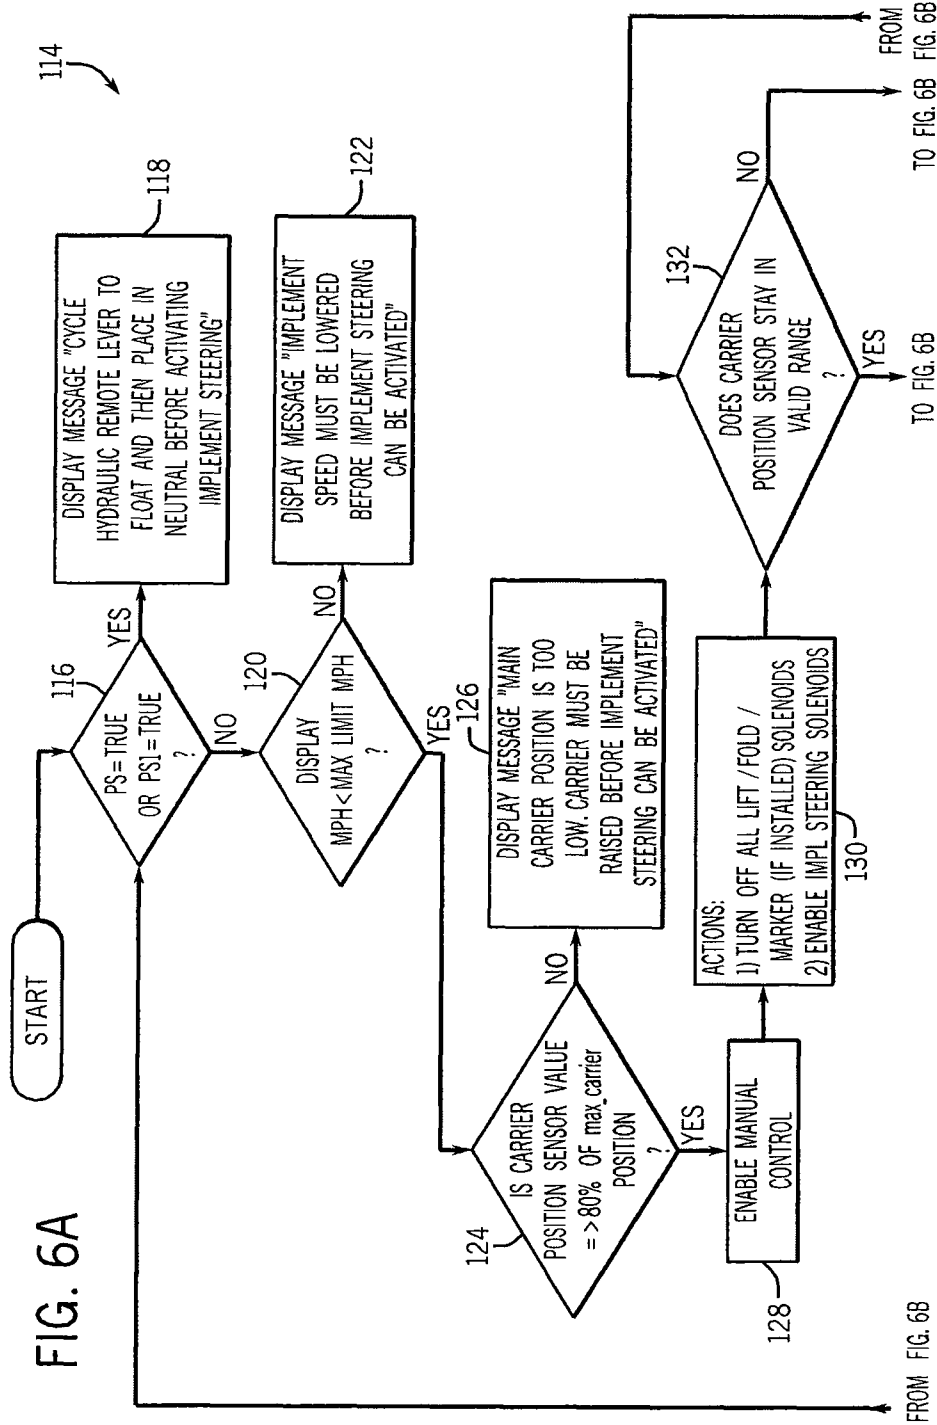 FIG. 6A
114
START
116
PS=TRUE
OR PS1=TRUE
?
YES
NO
118
DISPLAY MESSAGE "CYCLE
HYDRAULIC REMOTE LEVER TO
FLOAT AND THEN PLACE IN
NEUTRAL BEFORE ACTIVATING
IMPLEMENT STEERING"
120
DISPLAY
MPH<MAX LIMIT MPH
?
NO
YES
122
DISPLAY MESSAGE "IMPLEMENT
SPEED MUST BE LOWERED
BEFORE IMPLEMENT STEERING
CAN BE ACTIVATED"
124
IS CARRIER
POSITION SENSOR VALUE
=>80% OF max_carrier
POSITION
?
NO
YES
126
DISPLAY MESSAGE "MAIN
CARRIER POSITION IS TOO
LOW. CARRIER MUST BE
RAISED BEFORE IMPLEMENT
STEERING CAN BE ACTIVATED"
ENABLE MANUAL
CONTROL
128
ACTIONS:
1) TURN OFF ALL LIFT / FOLD /
MARKER (IF INSTALLED) SOLENOIDS
2) ENABLE IMPL STEERING SOLENOIDS
130
132
DOES CARRIER
POSITION SENSOR STAY IN
VALID RANGE
?
NO
YES
FROM FIG. 6B
TO FIG. 6B
TO FIG. 6B
FROM
FIG. 6B